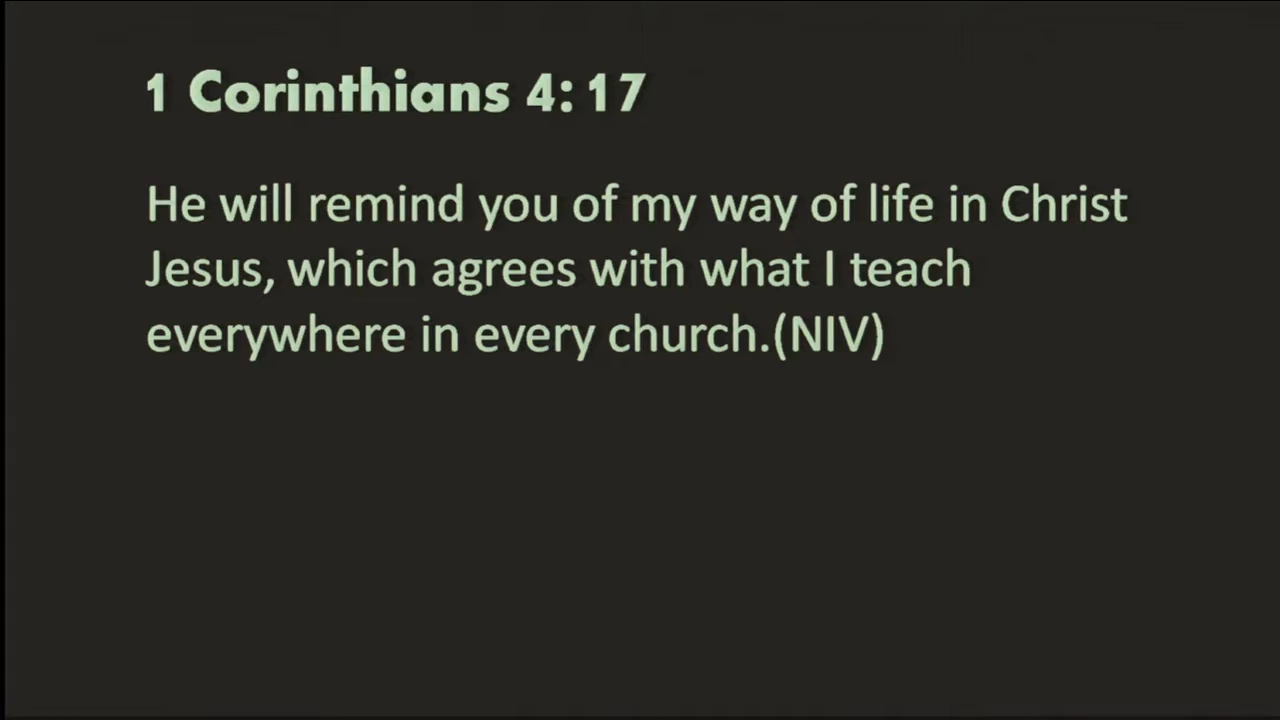 1 Corinthians 4:17
He will remind you of my way of life in Christ
Jesus, which agrees with what I teach
everywhere in every church.(NIV)